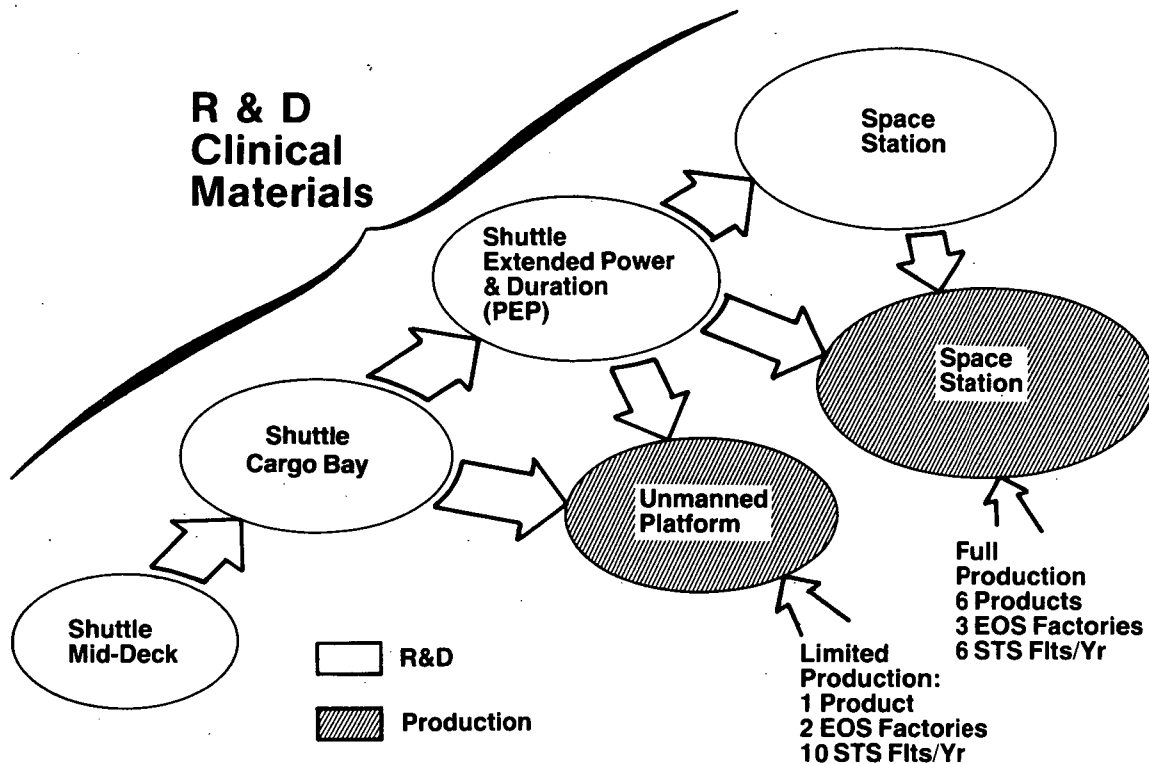 R & D
Clinical
Materials
Space
Station
Shuttle
Extended Power
& Duration
(PEP)
Space
Station
Shuttle
Cargo Bay
Unmanned
Platform
Full
Production
6 Products
3 EOS Factories
6 STS Flts/Yr
Shuttle
Mid-Deck
R&D
Production
Limited
Production:
1 Product
2 EOS Factories
10 STS Flts/Yr